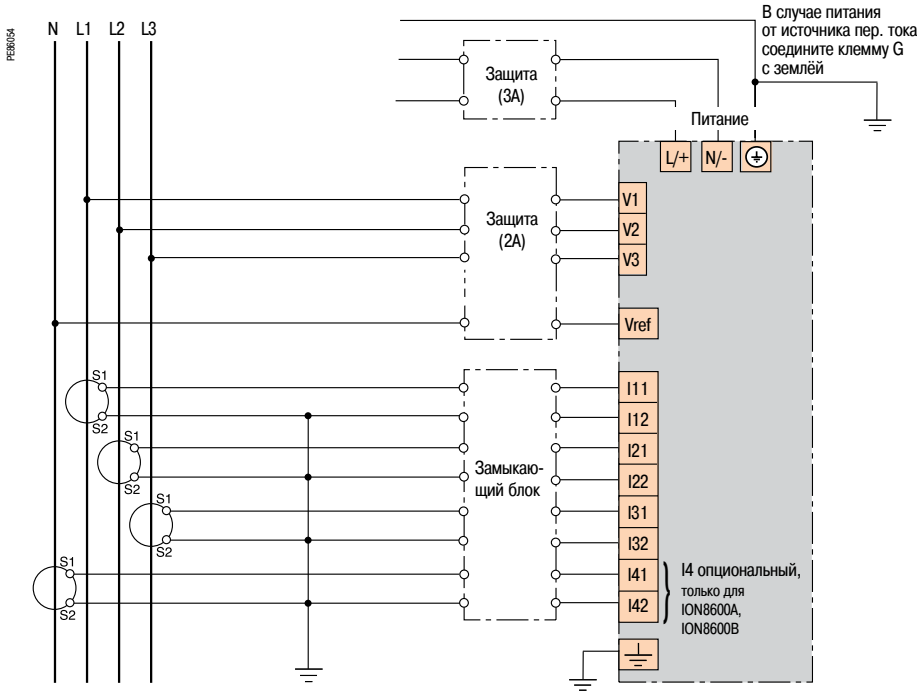 PE86054
N L1 L2 L3
В случае питания
от источника пер. тока
соедините клемму G
с землёй
Защита
(3А)
Питание
L/+ N/-
Защита
(2А)
V1
V2
V3
Vref
S1
S2
S1
S2
S1
S2
S1
S2
Замыкаю-
щий блок
I11
I12
I21
I22
I31
I32
I41
I42
I4 опциональный,
только для
ION8600A,
ION8600B